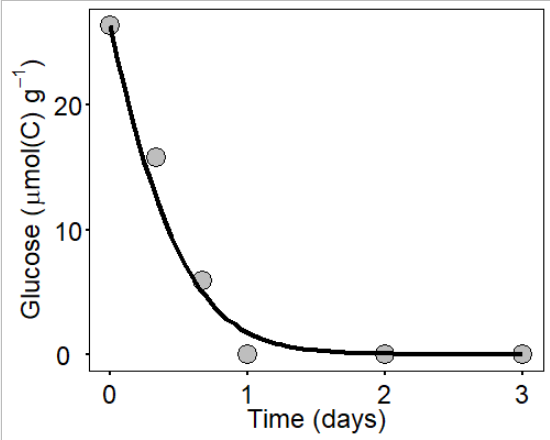 Glucose (μmol(C) g⁻¹)
20
10
0
0 1 2 3
Time (days)